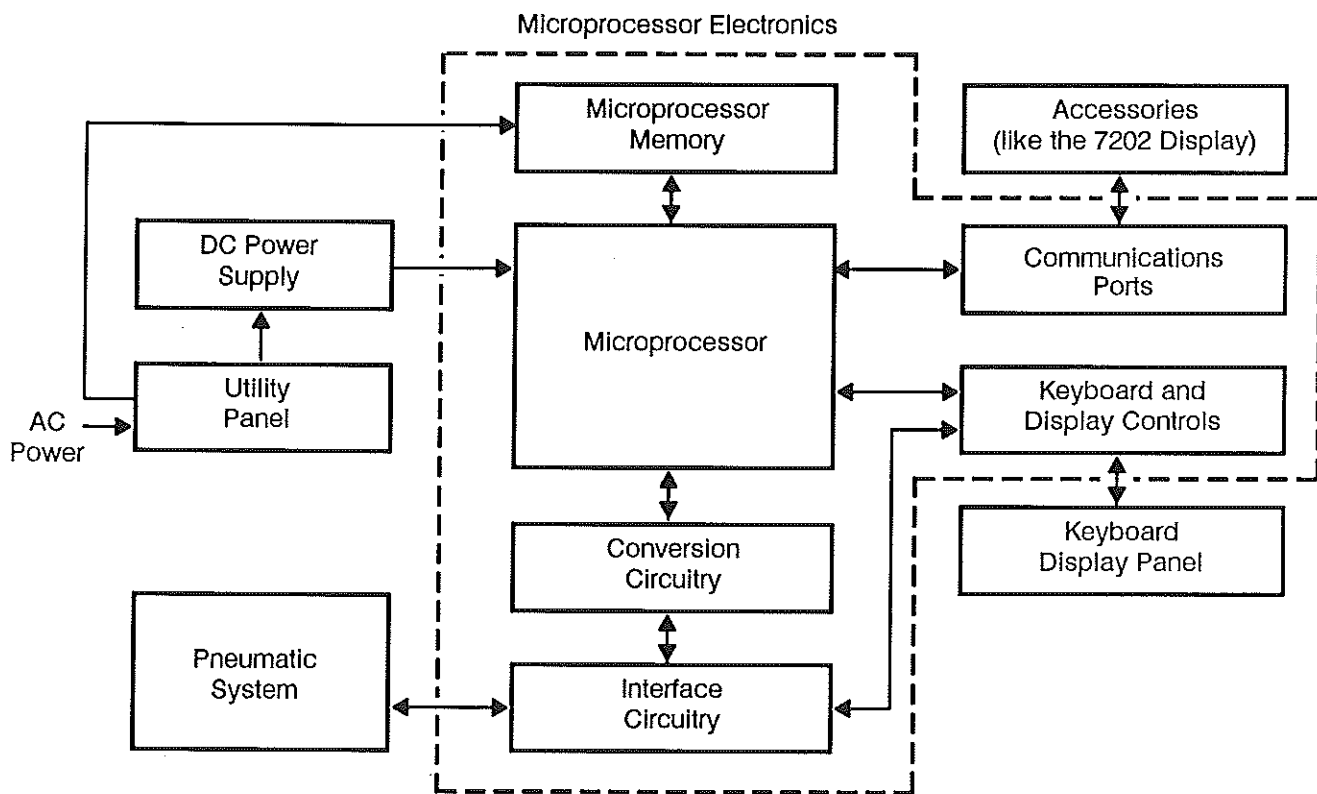 Microprocessor Electronics
Microprocessor
Memory
Accessories
(like the 7202 Display)
DC Power
Supply
Microprocessor
Communications
Ports
Utility
Panel
AC
Power
Keyboard and
Display Controls
Conversion
Circuitry
Keyboard
Display Panel
Pneumatic
System
Interface
Circuitry